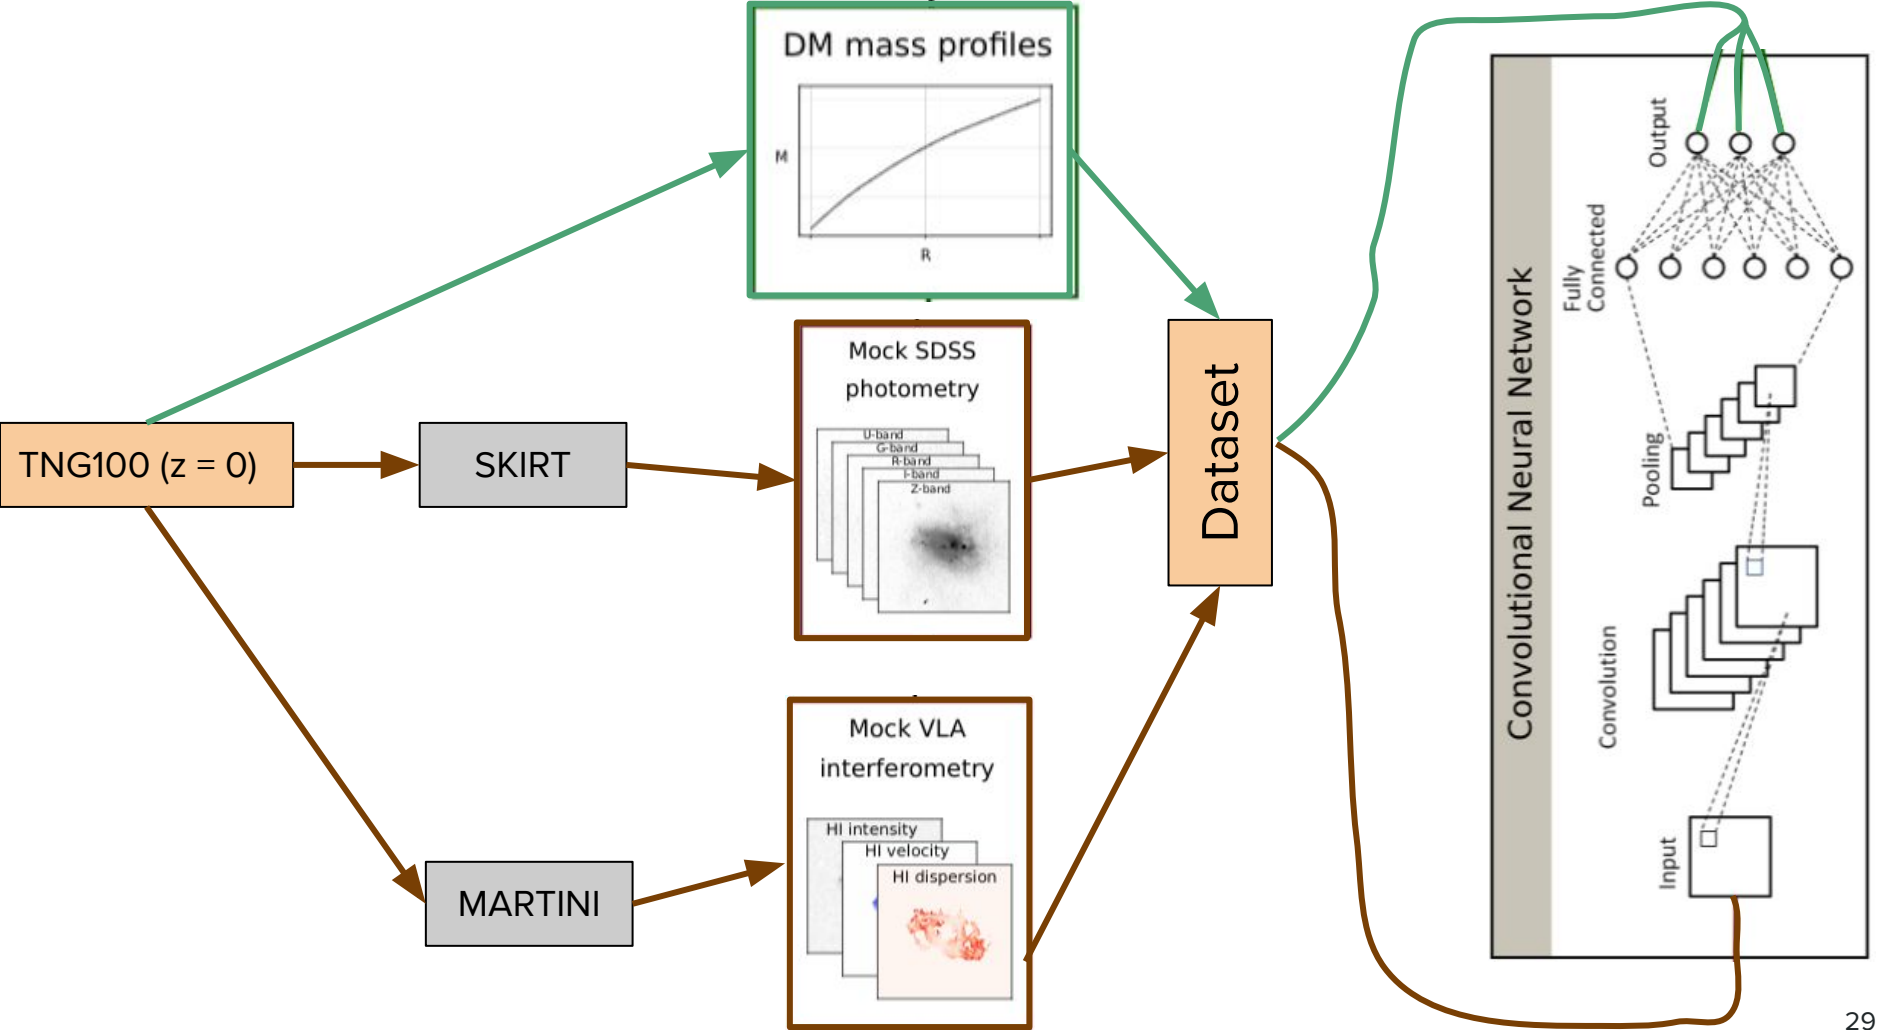 DM mass profiles
M
R
TNG100 (z = 0)
SKIRT
Mock SDSS
photometry
U-band
G-band
R-band
I-band
Z-band
MARTINI
Mock VLA
interferometry
HI intensity
HI velocity
HI dispersion
Dataset
Convolutional Neural Network
Output
Fully
Connected
Pooling
Convolution
Input
29